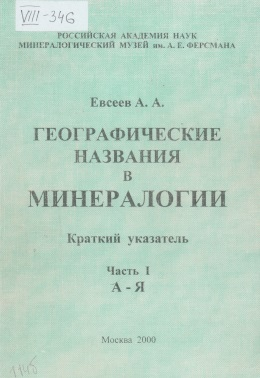 VIII-346
РОССИЙСКАЯ АКАДЕМИЯ НАУК
МИНЕРАЛОГИЧЕСКИЙ МУЗЕЙ им. А. Е. ФЕРСМАНА
Евсеев А. А.
ГЕОГРАФИЧЕСКИЕ
НАЗВАНИЯ
В
МИНЕРАЛОГИИ
Краткий указатель
Часть I
А - Я
Москва 2000